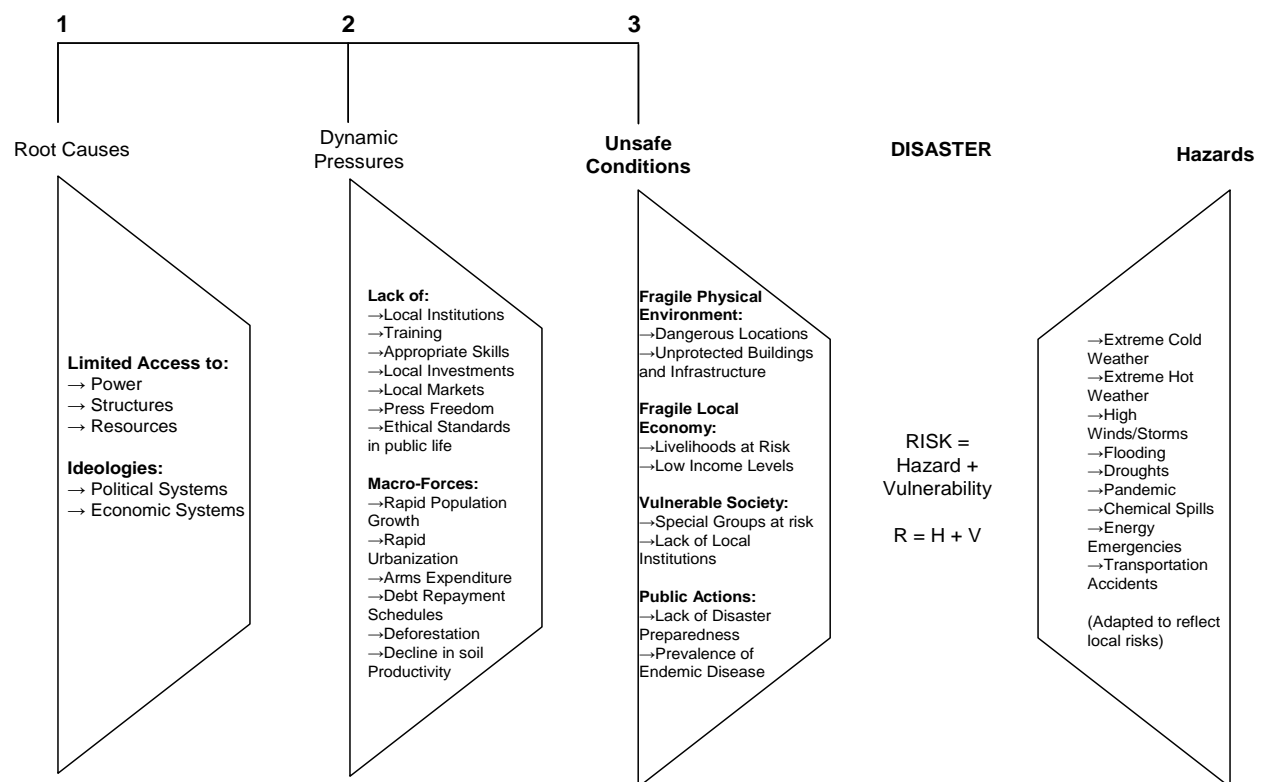 1
2
3
Root Causes
Dynamic
Pressures
Unsafe
Conditions
DISASTER
Hazards
Limited Access to:
→ Power
→ Structures
→ Resources
Ideologies:
→ Political Systems
→ Economic Systems
Lack of:
→Local Institutions
→Training
→Appropriate Skills
→Local Investments
→Local Markets
→Press Freedom
→Ethical Standards
in public life
Macro-Forces:
→Rapid Population
Growth
→Rapid
Urbanization
→Arms Expenditure
→Debt Repayment
Schedules
→Deforestation
→Decline in soil
Productivity
Fragile Physical
Environment:
→Dangerous Locations
→Unprotected Buildings
and Infrastructure
Fragile Local
Economy:
→Livelihoods at Risk
→Low Income Levels
Vulnerable Society:
→Special Groups at risk
→Lack of Local
Institutions
Public Actions:
→Lack of Disaster
Preparedness
→Prevalence of
Endemic Disease
RISK =
Hazard +
Vulnerability
R = H + V
→Extreme Cold
Weather
→Extreme Hot
Weather
→High
Winds/Storms
→Flooding
→Droughts
→Pandemic
→Chemical Spills
→Energy
Emergencies
→Transportation
Accidents
(Adapted to reflect
local risks)